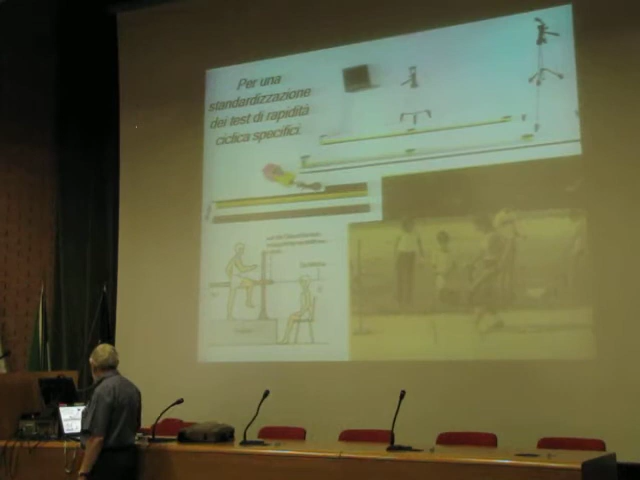 Per una
standardizzazione
dei test di rapidità
ciclica specifici.